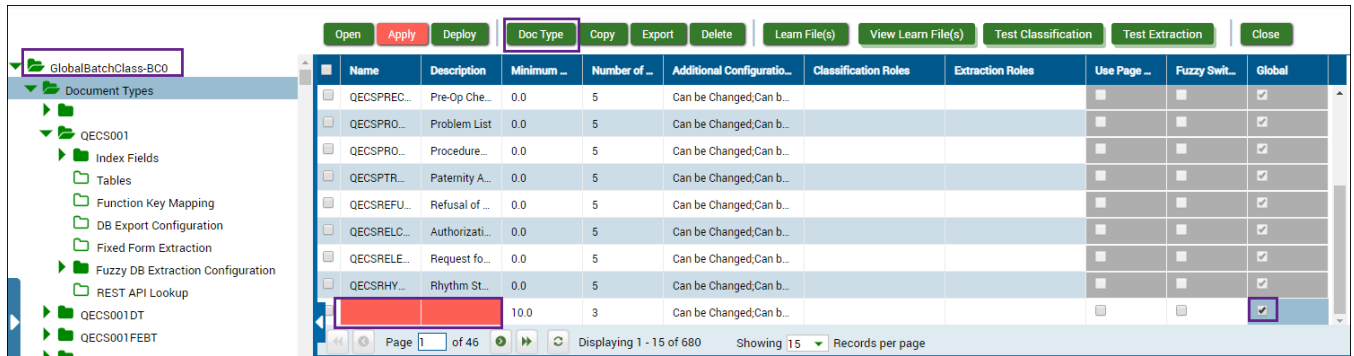 Open Apply Deploy Doc Type Copy Export Delete Learn File(s) View Learn File(s) Test Classification Test Extraction Close
GlobalBatchClass-BC0
Document Types
QECS001
Index Fields
Tables
Function Key Mapping
DB Export Configuration
Fixed Form Extraction
Fuzzy DB Extraction Configuration
REST API Lookup
QECS001DT
QECS001FEBT
Name Description Minimum ... Number of ... Additional Configuratio... Classification Roles Extraction Roles Use Page ... Fuzzy Swit... Global
QECSPREC... Pre-Op Che... 0.0 5 Can be Changed;Can b...
QECSPRO... Problem List 0.0 5 Can be Changed;Can b...
QECSPRO... Procedure... 0.0 5 Can be Changed;Can b...
QECSPTR... Paternity A... 0.0 5 Can be Changed;Can b...
QECSREFU... Refusal of ... 0.0 5 Can be Changed;Can b...
QECSRELC... Authorizati... 0.0 5 Can be Changed;Can b...
QECSRELE... Request fo... 0.0 5 Can be Changed;Can b...
QECSRHY... Rhythm St... 0.0 5 Can be Changed;Can b...
10.0 3 Can be Changed;Can b...
Page 1 of 46 Displaying 1 - 15 of 680 Showing 15 Records per page